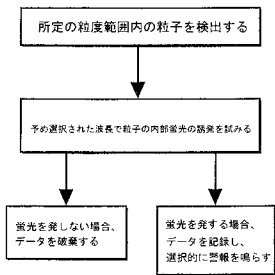 所定の粒度範囲内の粒子を検出する
予め選択された波長で粒子の内部蛍光の誘発を試みる
蛍光を発しない場合、
データを破棄する
蛍光を発する場合、
データを記録し、
選択的に警報を鳴らす